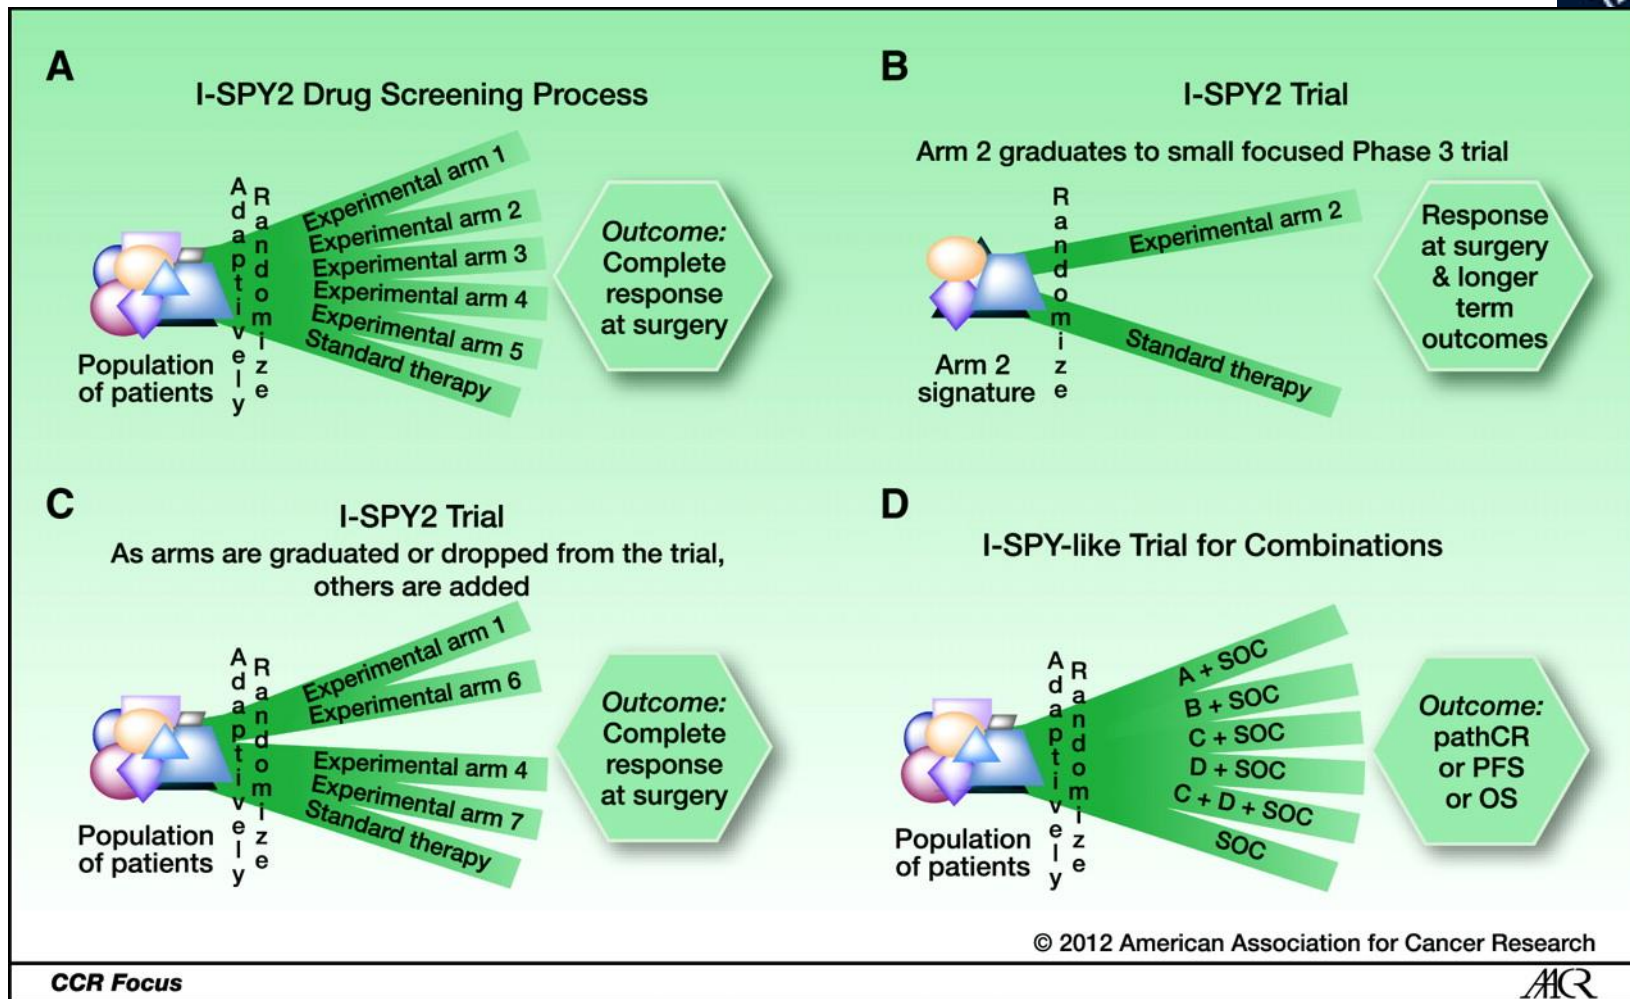 A
I-SPY2 Drug Screening Process
Adaptively
Randomize
Experimental arm 1
Experimental arm 2
Experimental arm 3
Experimental arm 4
Experimental arm 5
Standard therapy
Population
of patients
Outcome:
Complete
response
at surgery
B
I-SPY2 Trial
Arm 2 graduates to small focused Phase 3 trial
Randomize
Experimental arm 2
Standard therapy
Arm 2
signature
Response
at surgery
& longer
term
outcomes
C
I-SPY2 Trial
As arms are graduated or dropped from the trial,
others are added
Adaptively
Randomize
Experimental arm 1
Experimental arm 6
Experimental arm 4
Experimental arm 7
Standard therapy
Population
of patients
Outcome:
Complete
response
at surgery
D
I-SPY-like Trial for Combinations
Adaptively
Randomize
A + SOC
B + SOC
C + SOC
D + SOC
C + D + SOC
SOC
Population
of patients
Outcome:
pathCR
or PFS
or OS
© 2012 American Association for Cancer Research
CCR Focus
AACR